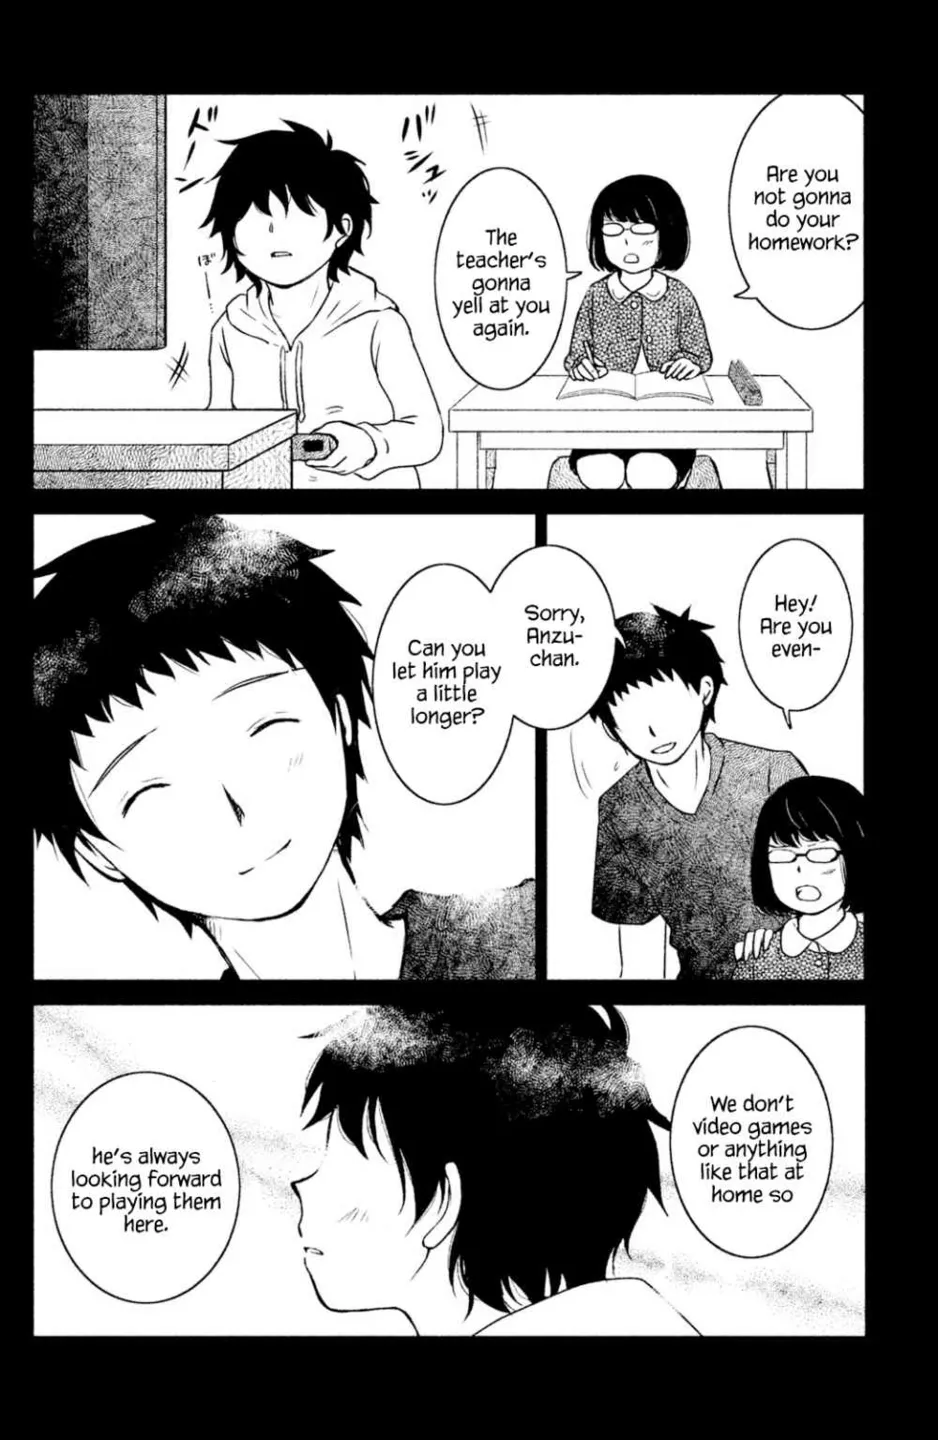 Are you
not gonna
do your
homework?
The
teacher's
gonna
yell at you
again.
ぼ
Hey!
Are you
even-
Sorry,
Anzu-
chan.
Can you
let him play
a little
longer?
We don't
video games
or anything
like that at
home so
he's always
looking forward
to playing them
here.